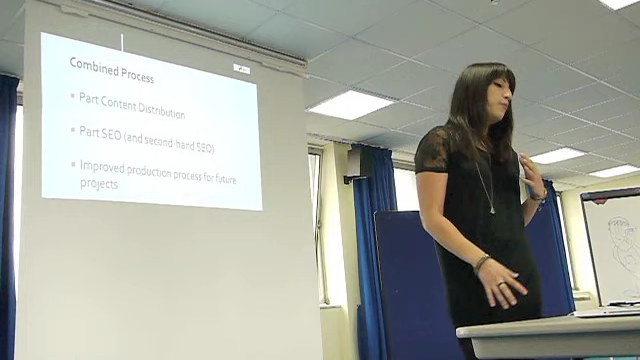 Combined Process
Part Content Distribution
Part SEO (and second-hand SEO)
Improved production process for future
projects